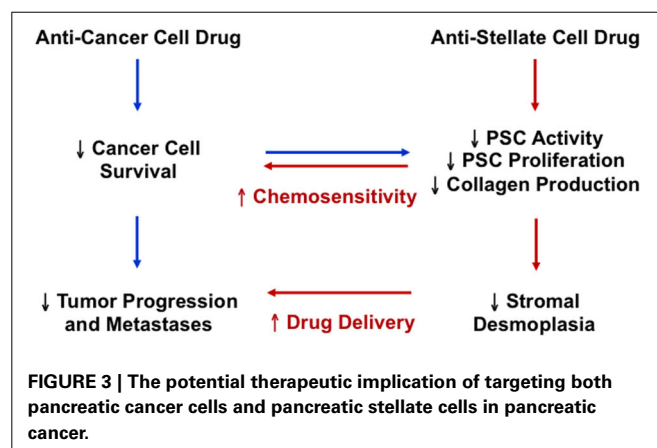 Anti-Cancer Cell Drug
Anti-Stellate Cell Drug
↓ Cancer Cell
Survival
↓ PSC Activity
↓ PSC Proliferation
↓ Collagen Production
↑ Chemosensitivity
↓ Tumor Progression
and Metastases
↑ Drug Delivery
↓ Stromal
Desmoplasia
FIGURE 3 | The potential therapeutic implication of targeting both
pancreatic cancer cells and pancreatic stellate cells in pancreatic
cancer.